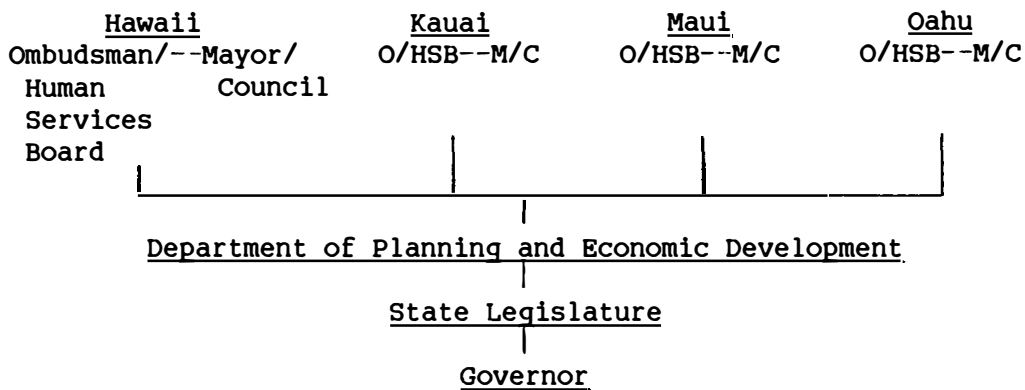 Hawaii Kauai Maui Oahu
Ombudsman/--Mayor/ O/HSB--M/C O/HSB--M/C O/HSB--M/C
Human Council
Services
Board
Department of Planning and Economic Development
State Legislature
Governor